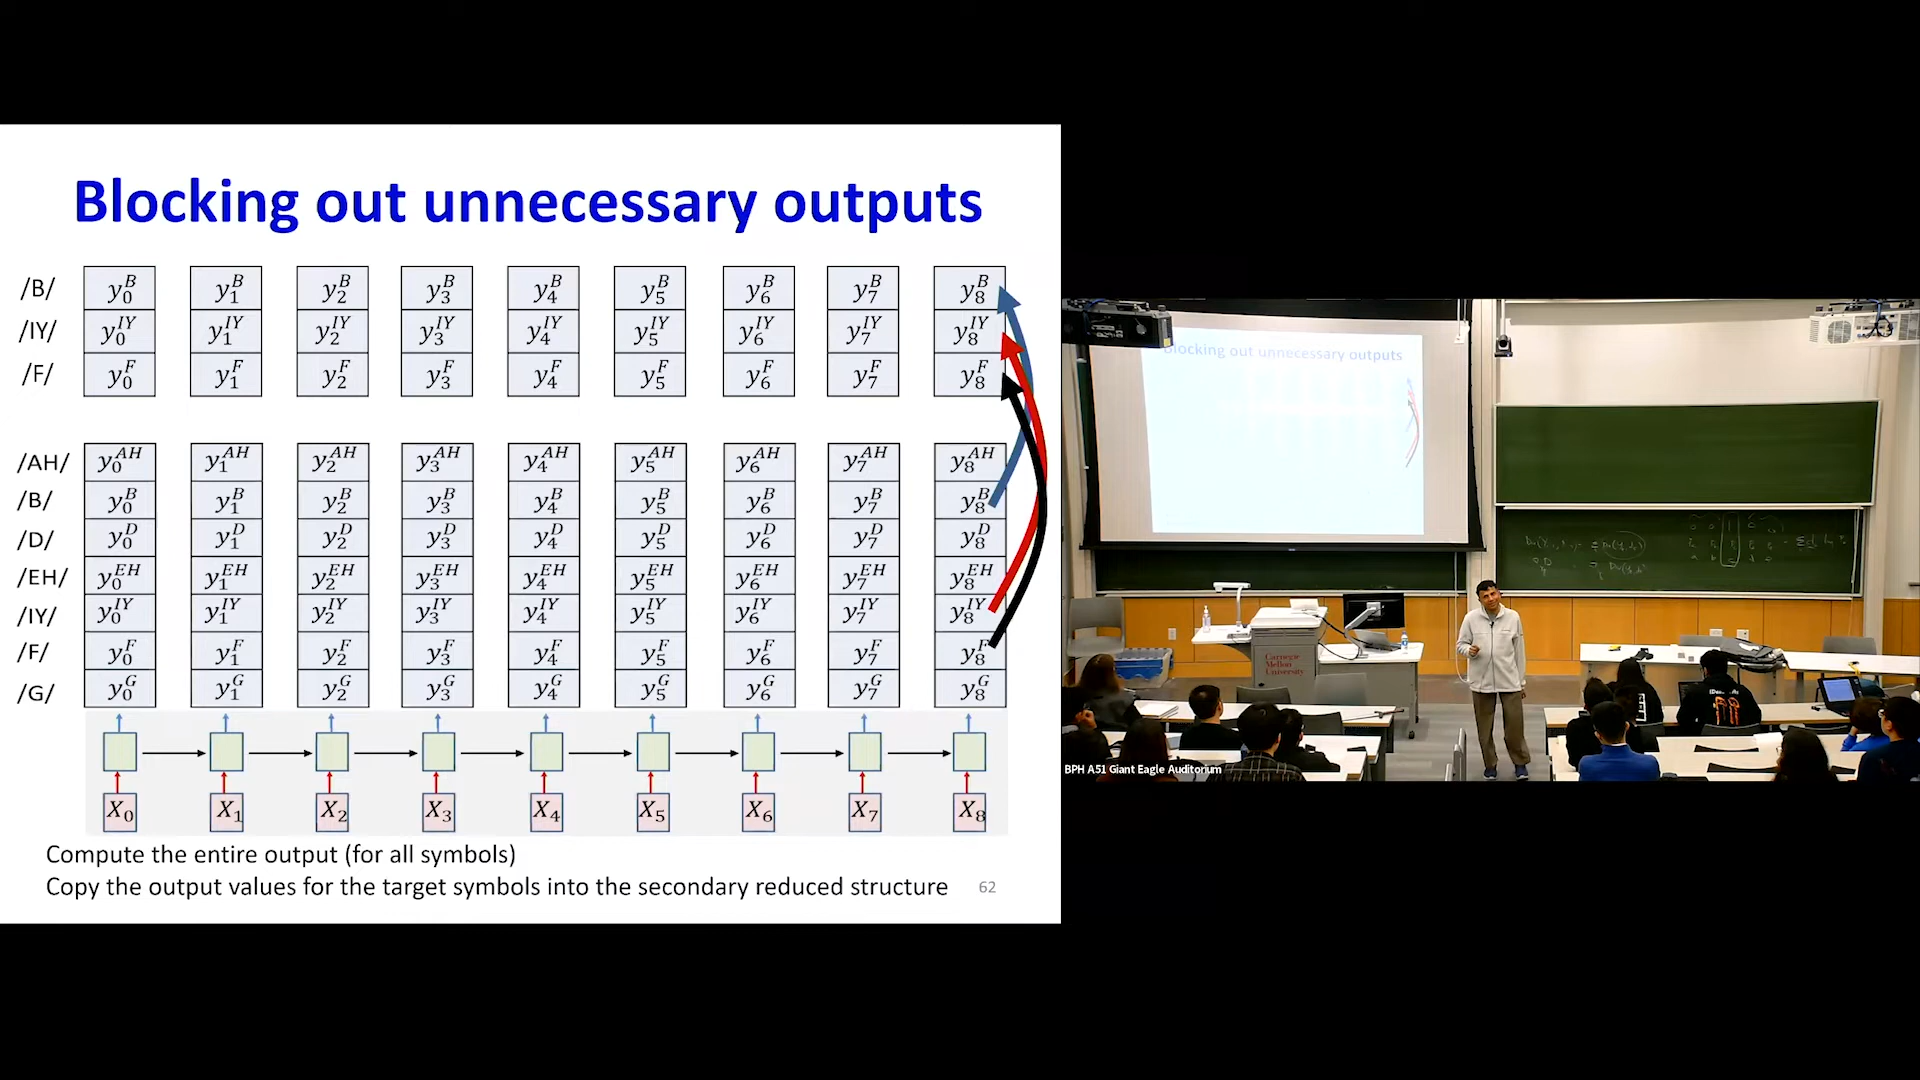 Blocking out unnecessary outputs
/B/ y_0^B y_1^B y_2^B y_3^B y_4^B y_5^B y_6^B y_7^B y_8^B
/IY/ y_0^IY y_1^IY y_2^IY y_3^IY y_4^IY y_5^IY y_6^IY y_7^IY y_8^IY
/F/ y_0^F y_1^F y_2^F y_3^F y_4^F y_5^F y_6^F y_7^F y_8^F
/AH/ y_0^AH y_1^AH y_2^AH y_3^AH y_4^AH y_5^AH y_6^AH y_7^AH y_8^AH
/B/ y_0^B y_1^B y_2^B y_3^B y_4^B y_5^B y_6^B y_7^B y_8^B
/D/ y_0^D y_1^D y_2^D y_3^D y_4^D y_5^D y_6^D y_7^D y_8^D
/EH/ y_0^EH y_1^EH y_2^EH y_3^EH y_4^EH y_5^EH y_6^EH y_7^EH y_8^EH
/IY/ y_0^IY y_1^IY y_2^IY y_3^IY y_4^IY y_5^IY y_6^IY y_7^IY y_8^IY
/F/ y_0^F y_1^F y_2^F y_3^F y_4^F y_5^F y_6^F y_7^F y_8^F
/G/ y_0^G y_1^G y_2^G y_3^G y_4^G y_5^G y_6^G y_7^G y_8^G
X_0 X_1 X_2 X_3 X_4 X_5 X_6 X_7 X_8
Compute the entire output (for all symbols)
Copy the output values for the target symbols into the secondary reduced structure
62
Blocking out unnecessary outputs
Carnegie
Mellon
University
BPH A51 Giant Eagle Auditorium